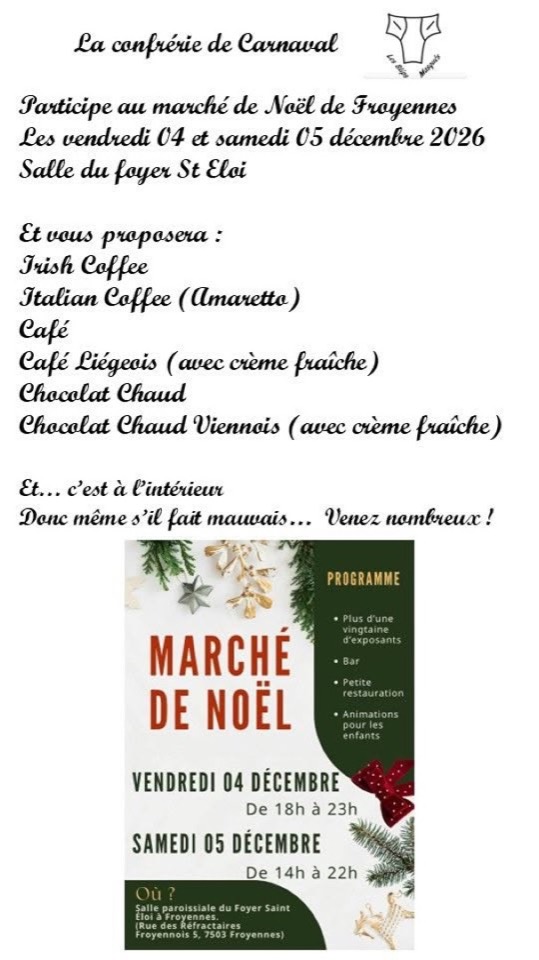 La confrérie de Carnaval
Les Slips Masqués
Participe au marché de Noël de Froyennes
Les vendredi 04 et samedi 05 décembre 2026
Salle du foyer St Eloi
Et vous proposera :
Irish Coffee
Italian Coffee (Amaretto)
Café
Café Liégeois (avec crème fraîche)
Chocolat Chaud
Chocolat Chaud Viennois (avec crème fraîche)
Et... c'est à l'intérieur
Donc même s'il fait mauvais... Venez nombreux !
PROGRAMME
• Plus d'une
vingtaine
d'exposants
• Bar
• Petite
restauration
• Animations
pour les
enfants
MARCHÉ
DE NOËL
VENDREDI 04 DÉCEMBRE
De 18h à 23h
SAMEDI 05 DÉCEMBRE
De 14h à 22h
Où ?
Salle paroissiale du Foyer Saint
Éloi à Froyennes.
(Rue des Réfractaires
Froyennois 5, 7503 Froyennes)